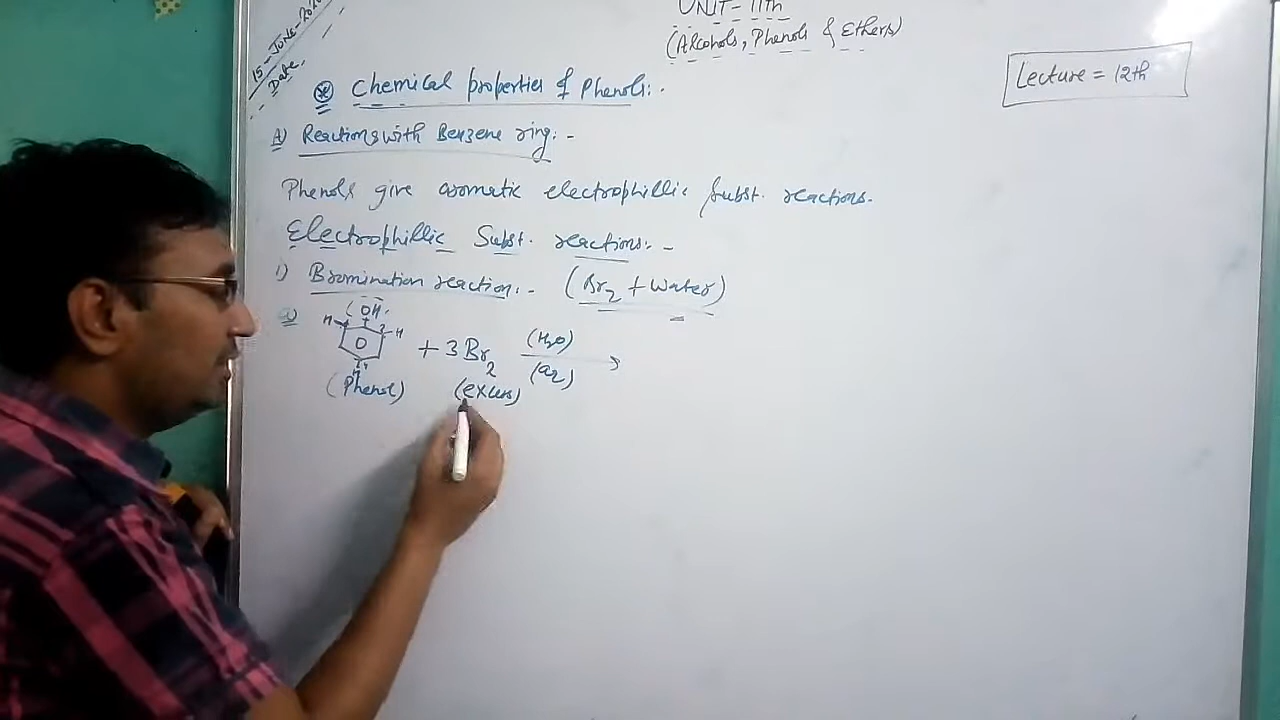 15-JUNE-2020
Date
UNIT-11th
(Alcohols, Phenols & Ethers)
Lecture = 12th
Chemical properties of Phenols:-
A) Reactions with Benzene ring:-
Phenols give aromatic electrophillic Subst. reactions.
Electrophillic Subst. reactions:-
1) Bromination reaction:- (Br2 + Water)
a)
OH
H H
H
+ 3Br2 (H2O)
(aq)
(Phenol) (excess)